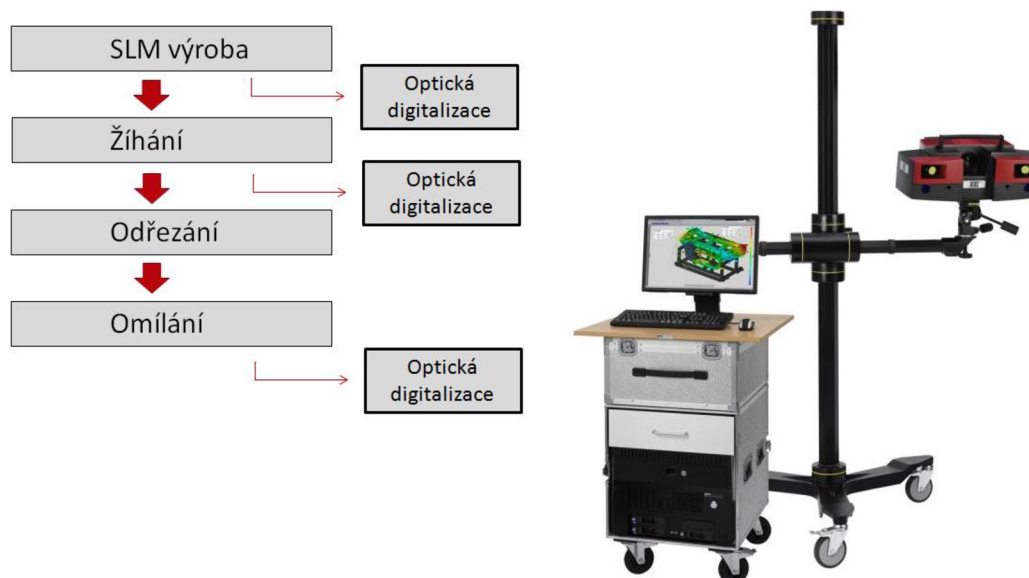 SLM výroba
Optická
digitalizace
Žíhání
Optická
digitalizace
Odřezání
Omílání
Optická
digitalizace